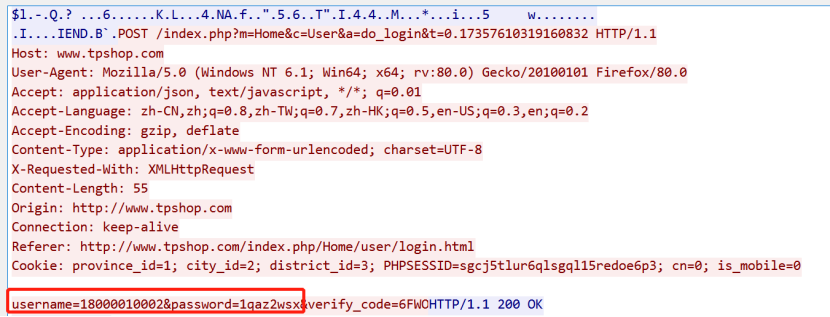 $l.-.Q.? ...6......K.L...4.NA.f..".5.6..T".I.4.4..M...*...i...5 w........
.I....IEND.B`.POST /index.php?m=Home&c=User&a=do_login&t=0.17357610319160832 HTTP/1.1
Host: www.tpshop.com
User-Agent: Mozilla/5.0 (Windows NT 6.1; Win64; x64; rv:80.0) Gecko/20100101 Firefox/80.0
Accept: application/json, text/javascript, */*; q=0.01
Accept-Language: zh-CN,zh;q=0.8,zh-TW;q=0.7,zh-HK;q=0.5,en-US;q=0.3,en;q=0.2
Accept-Encoding: gzip, deflate
Content-Type: application/x-www-form-urlencoded; charset=UTF-8
X-Requested-With: XMLHttpRequest
Content-Length: 55
Origin: http://www.tpshop.com
Connection: keep-alive
Referer: http://www.tpshop.com/index.php/Home/user/login.html
Cookie: province_id=1; city_id=2; district_id=3; PHPSESSID=sgcj5tlur6qlsgql15redoe6p3; cn=0; is_mobile=0
username=18000010002&password=1qaz2wsx&verify_code=6FWOHTTP/1.1 200 OK